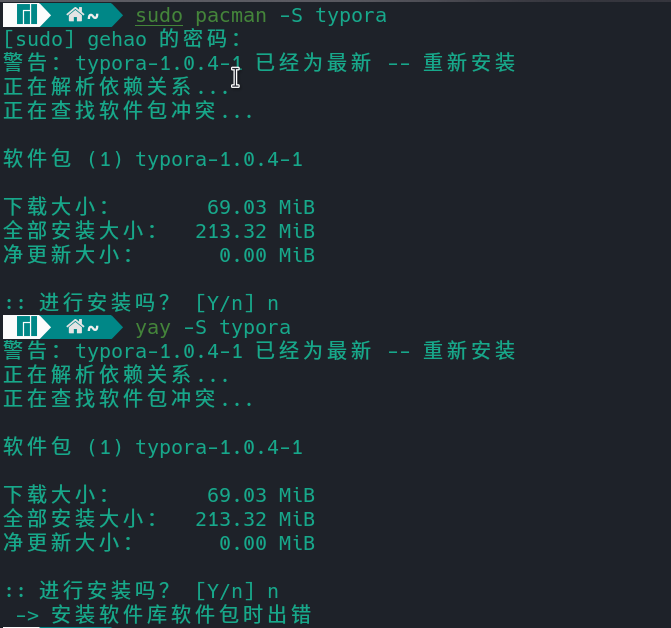 ~ sudo pacman -S typora
[sudo] gehao 的密码：
警告：typora-1.0.4-1 已经为最新 -- 重新安装
正在解析依赖关系...
正在查找软件包冲突...
软件包 (1) typora-1.0.4-1
下载大小： 69.03 MiB
全部安装大小： 213.32 MiB
净更新大小： 0.00 MiB
:: 进行安装吗？ [Y/n] n
~ yay -S typora
警告：typora-1.0.4-1 已经为最新 -- 重新安装
正在解析依赖关系...
正在查找软件包冲突...
软件包 (1) typora-1.0.4-1
下载大小： 69.03 MiB
全部安装大小： 213.32 MiB
净更新大小： 0.00 MiB
:: 进行安装吗？ [Y/n] n
-> 安装软件库软件包时出错